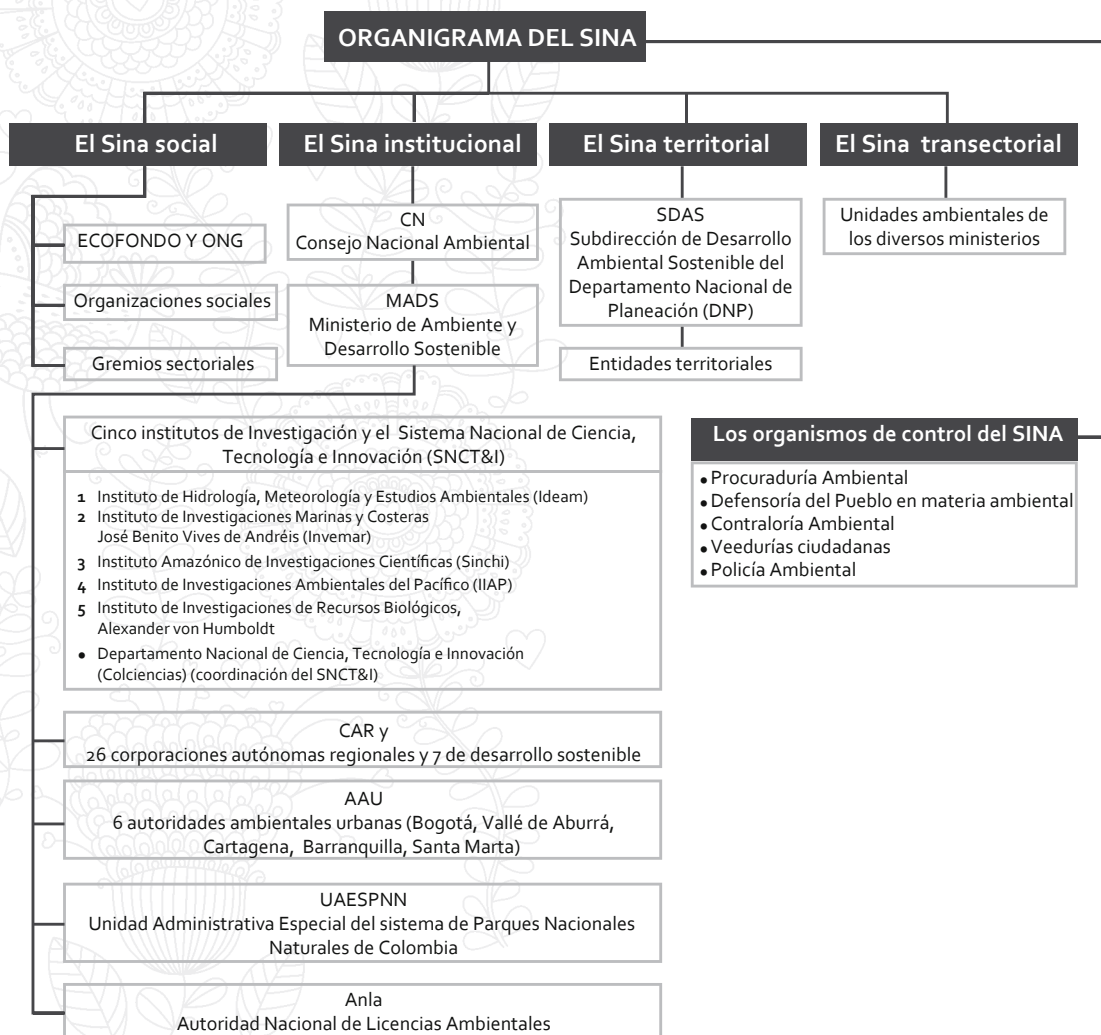 ORGANIGRAMA DEL SINA
El Sina social
ECOFONDO Y ONG
Organizaciones sociales
Gremios sectoriales
El Sina institucional
CN
Consejo Nacional Ambiental
MADS
Ministerio de Ambiente y
Desarrollo Sostenible
El Sina territorial
SDAS
Subdirección de Desarrollo
Ambiental Sostenible del
Departamento Nacional de
Planeación (DNP)
Entidades territoriales
El Sina transectorial
Unidades ambientales de
los diversos ministerios
Cinco institutos de Investigación y el Sistema Nacional de Ciencia,
Tecnología e Innovación (SNCT&I)
1 Instituto de Hidrología, Meteorología y Estudios Ambientales (Ideam)
2 Instituto de Investigaciones Marinas y Costeras
José Benito Vives de Andréis (Invemar)
3 Instituto Amazónico de Investigaciones Científicas (Sinchi)
4 Instituto de Investigaciones Ambientales del Pacífico (IIAP)
5 Instituto de Investigaciones de Recursos Biológicos,
Alexander von Humboldt
• Departamento Nacional de Ciencia, Tecnología e Innovación
(Colciencias) (coordinación del SNCT&I)
CAR y
26 corporaciones autónomas regionales y 7 de desarrollo sostenible
AAU
6 autoridades ambientales urbanas (Bogotá, Vallé de Aburrá,
Cartagena, Barranquilla, Santa Marta)
UAESPNN
Unidad Administrativa Especial del sistema de Parques Nacionales
Naturales de Colombia
Anla
Autoridad Nacional de Licencias Ambientales
Los organismos de control del SINA
• Procuraduría Ambiental
• Defensoría del Pueblo en materia ambiental
• Contraloría Ambiental
• Veedurías ciudadanas
• Policía Ambiental